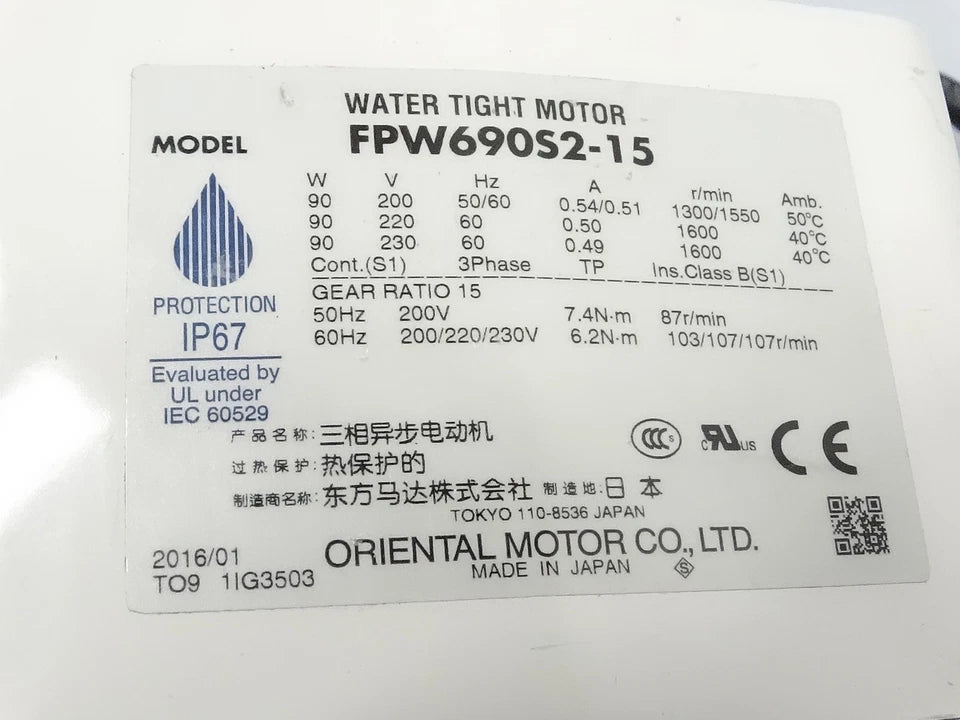 WATER TIGHT MOTOR
MODEL FPW690S2-15
W V Hz A r/min Amb.
90 200 50/60 0.54/0.51 1300/1550 50°C
90 220 60 0.50 1600 40°C
90 230 60 0.49 1600 40°C
Cont.(S1) 3Phase TP Ins.Class B(S1)
GEAR RATIO 15
50Hz 200V 7.4N·m 87r/min
60Hz 200/220/230V 6.2N·m 103/107/107r/min
PROTECTION
IP67
Evaluated by
UL under
IEC 60529
产品名称: 三相异步电动机
过热保护: 热保护的
制造商名称: 东方马达株式会社 制造地: 日本
TOKYO 110-8536 JAPAN
CCC S
c RU US
CE
2016/01
TO9 1IG3503
ORIENTAL MOTOR CO., LTD.
MADE IN JAPAN
S